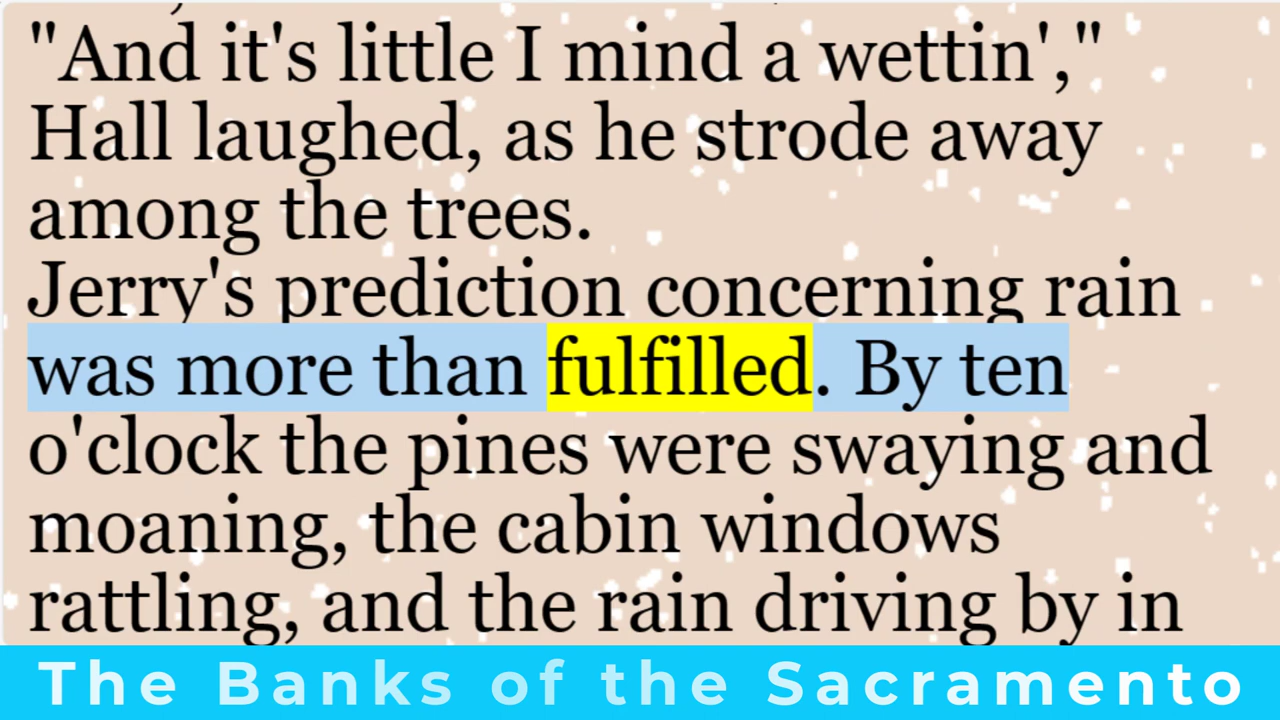 "And it's little I mind a wettin',"
Hall laughed, as he strode away
among the trees.
Jerry's prediction concerning rain
was more than fulfilled. By ten
o'clock the pines were swaying and
moaning, the cabin windows
rattling, and the rain driving by in
The Banks of the Sacramento